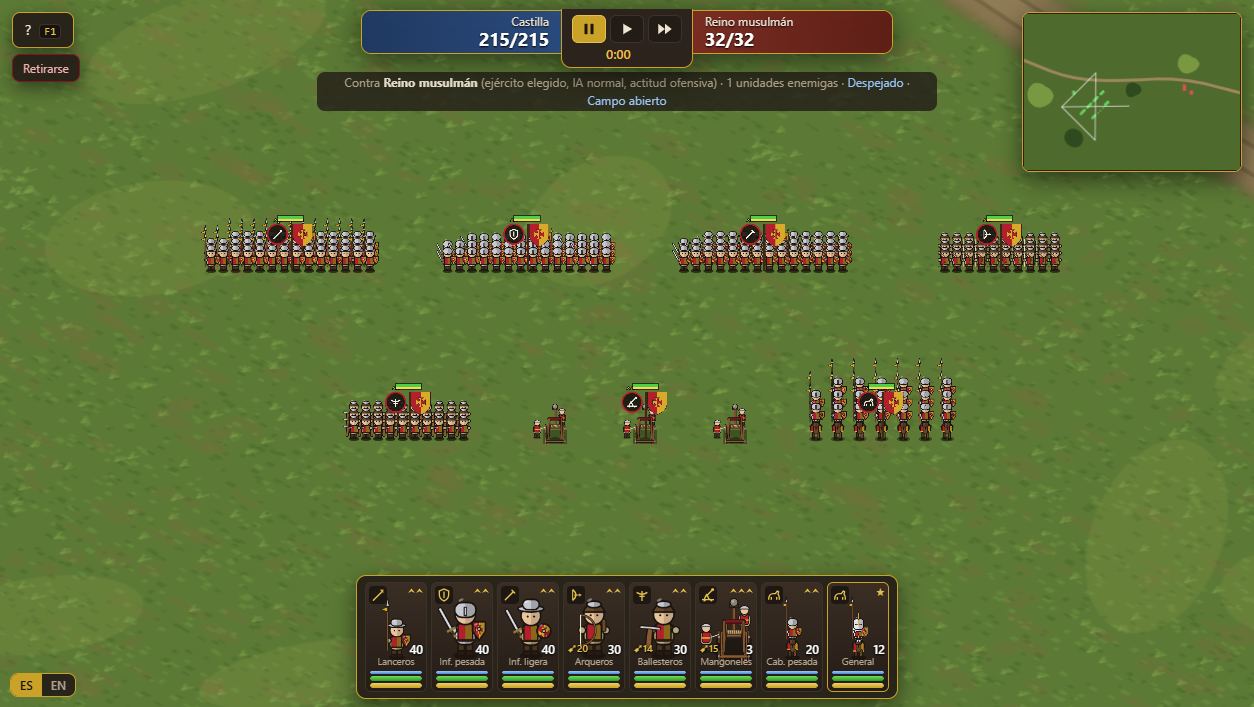 ? F1
Retirarse
Castilla
215/215
0:00
Reino musulmán
32/32
Contra Reino musulmán (ejército elegido, IA normal, actitud ofensiva) · 1 unidades enemigas · Despejado ·
Campo abierto
40
Lanceros
40
Inf. pesada
40
Inf. ligera
20 30
Arqueros
14 30
Ballesteros
15 3
Mangoneles
20
Cab. pesada
12
General
ES EN